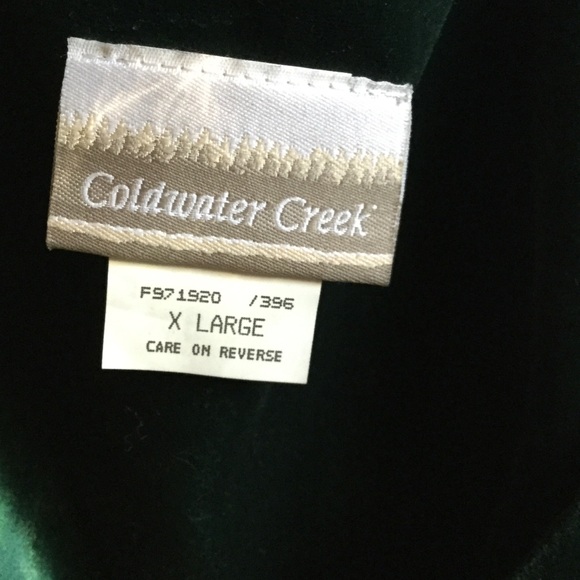 Coldwater Creek
F971920 /396
X LARGE
CARE ON REVERSE